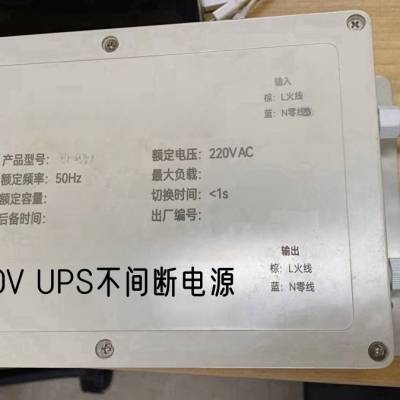 输入
棕：L火线
蓝：N零线
产品型号：
额定电压：220VAC
额定频率：50Hz
最大负载：
额定容量：
切换时间：<1s
后备时间：
出厂编号：
输出
棕：L火线
蓝：N零线
0V UPS不间断电源